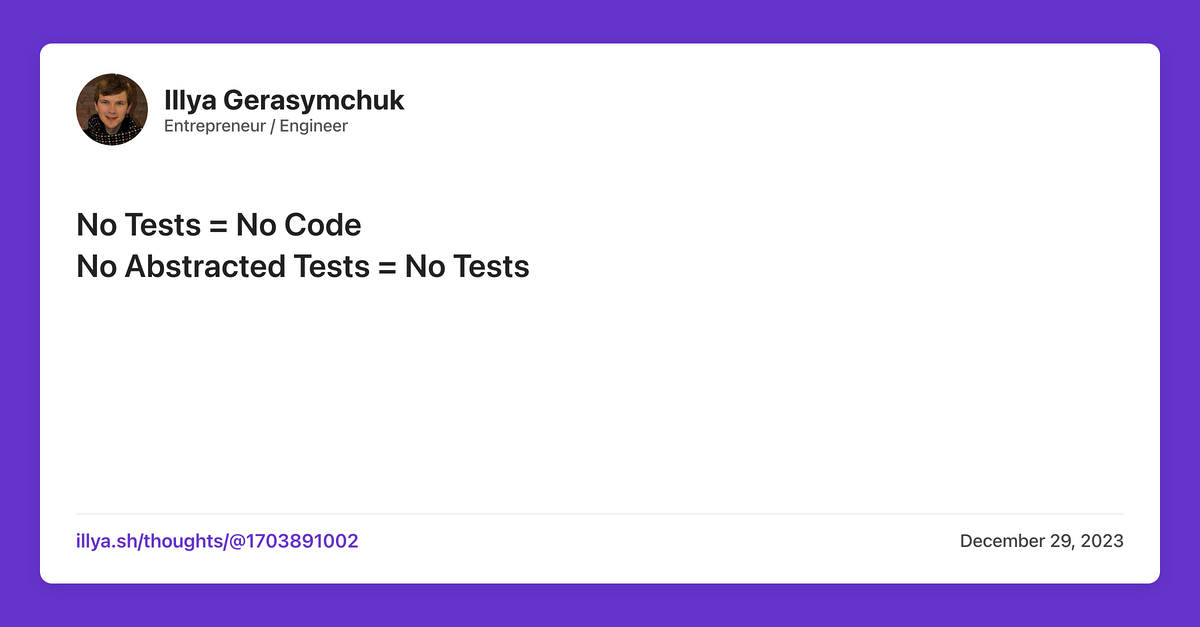 Illya Gerasymchuk
Entrepreneur / Engineer
No Tests = No Code
No Abstracted Tests = No Tests
illya.sh/thoughts/@1703891002
December 29, 2023